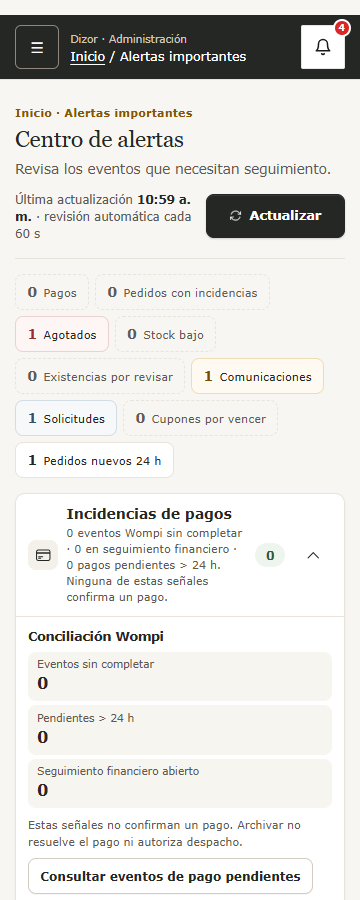 ☰
Dizor · Administración
Inicio / Alertas importantes
4
Inicio · Alertas importantes
Centro de alertas
Revisa los eventos que necesitan seguimiento.
Última actualización 10:59 a.
m. · revisión automática cada
60 s
Actualizar
0 Pagos
0 Pedidos con incidencias
1 Agotados
0 Stock bajo
0 Existencias por revisar
1 Comunicaciones
1 Solicitudes
0 Cupones por vencer
1 Pedidos nuevos 24 h
Incidencias de pagos
0 eventos Wompi sin completar
· 0 en seguimiento financiero ·
0 pagos pendientes > 24 h.
Ninguna de estas señales
confirma un pago.
0
Conciliación Wompi
Eventos sin completar
0
Pendientes > 24 h
0
Seguimiento financiero abierto
0
Estas señales no confirman un pago. Archivar no
resuelve el pago ni autoriza despacho.
Consultar eventos de pago pendientes